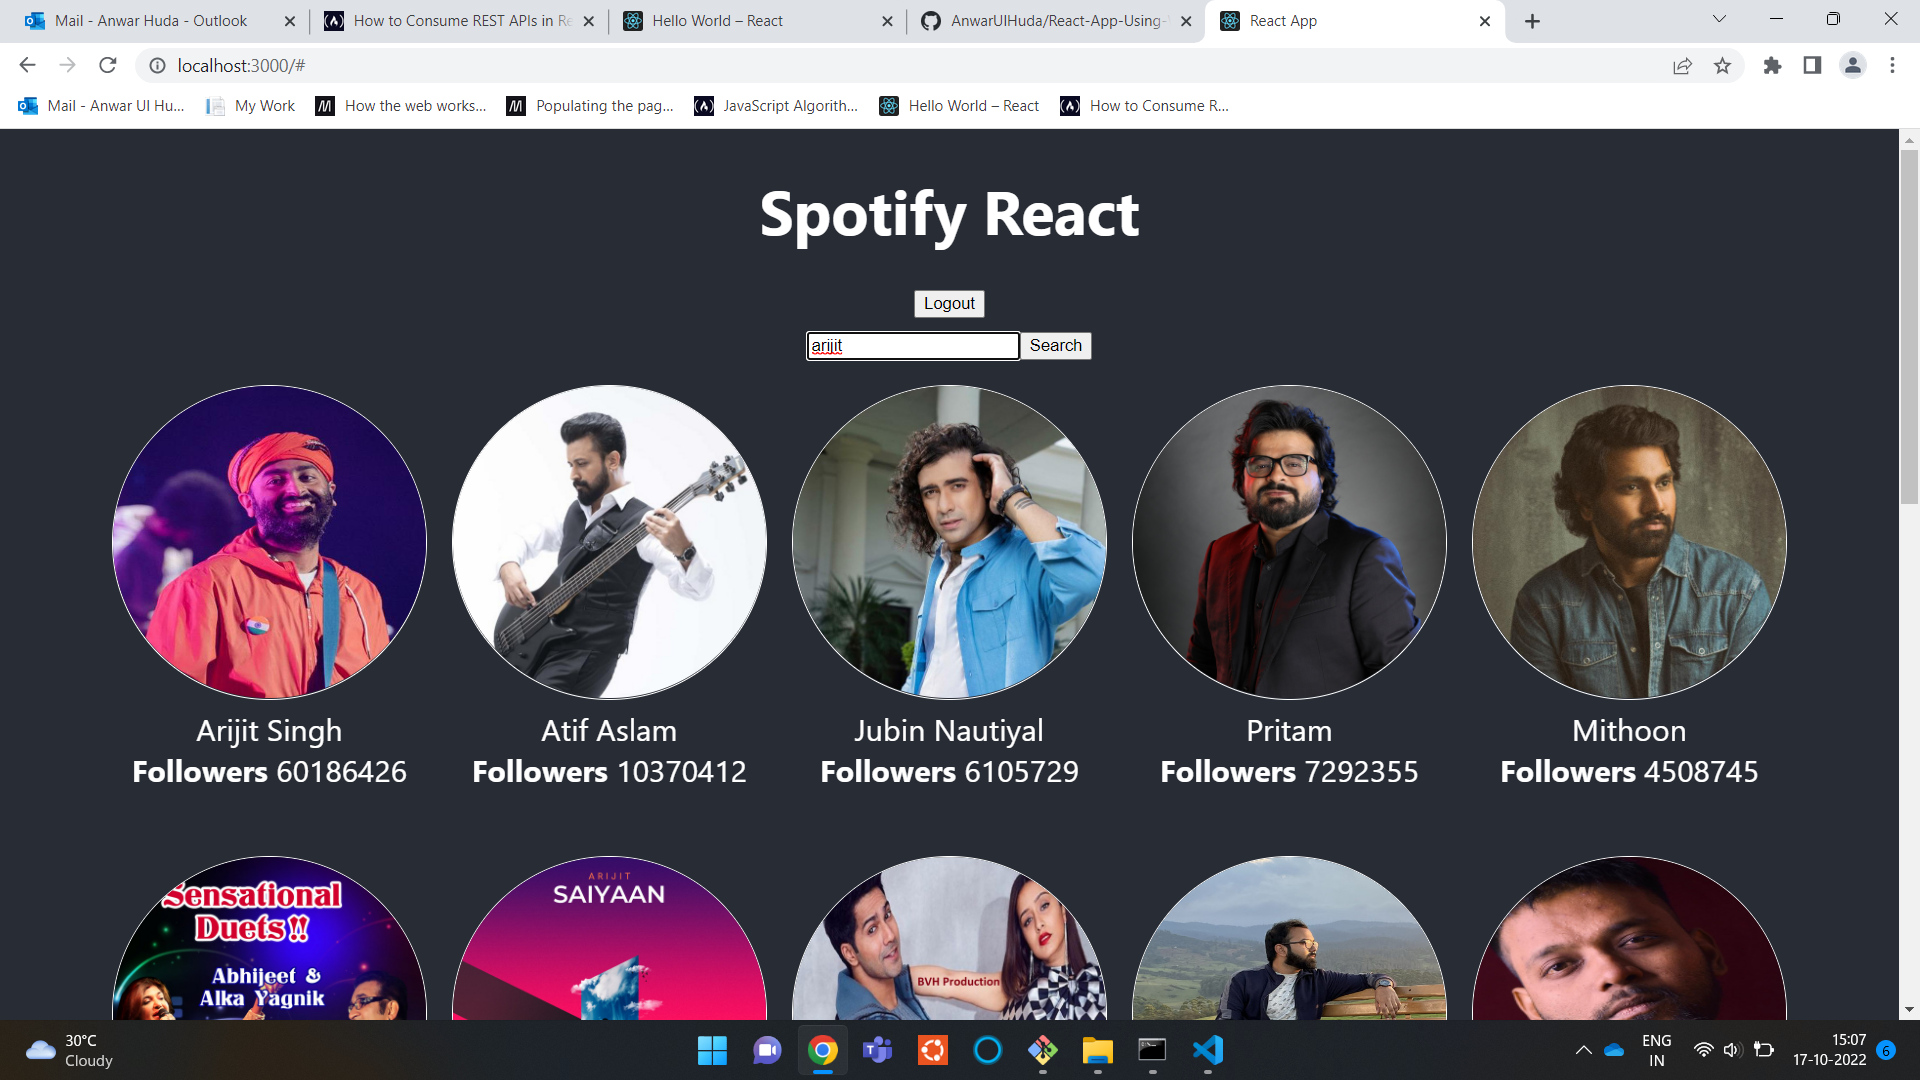 Mail - Anwar Huda - Outlook
How to Consume REST APIs in Re
Hello World – React
AnwarUlHuda/React-App-Using-
React App
localhost:3000/#
Mail - Anwar Ul Hu...
My Work
How the web works...
Populating the pag...
JavaScript Algorith...
Hello World – React
How to Consume R...
Spotify React
Logout
arijit
Search
Arijit Singh
Followers 60186426
Atif Aslam
Followers 10370412
Jubin Nautiyal
Followers 6105729
Pritam
Followers 7292355
Mithoon
Followers 4508745
Sensational
Duets!!
Abhijeet &
Alka Yagnik
ARIJIT
SAIYAAN
BVH Production
30°C
Cloudy
ENG
IN
15:07
17-10-2022
6